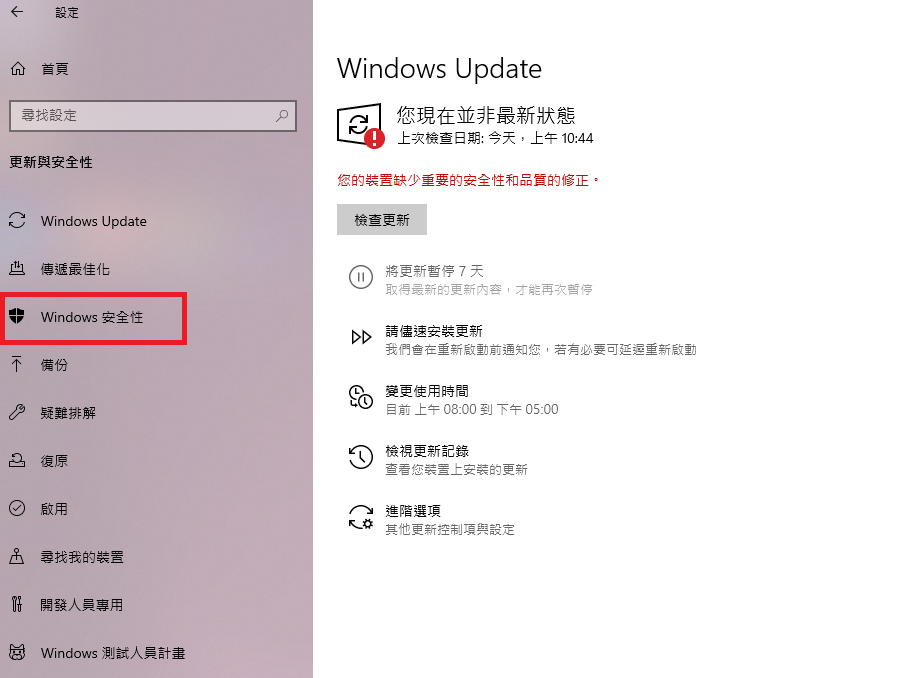 設定
首頁
尋找設定
更新與安全性
Windows Update
傳遞最佳化
Windows 安全性
備份
疑難排解
復原
啟用
尋找我的裝置
開發人員專用
Windows 測試人員計畫
Windows Update
您現在並非最新狀態
上次檢查日期: 今天，上午 10:44
您的裝置缺少重要的安全性和品質的修正。
檢查更新
將更新暫停 7 天
取得最新的更新內容，才能再次暫停
請儘速安裝更新
我們會在重新啟動前通知您，若有必要可延遲重新啟動
變更使用時間
目前 上午 08:00 到 下午 05:00
檢視更新記錄
查看您裝置上安裝的更新
進階選項
其他更新控制項與設定